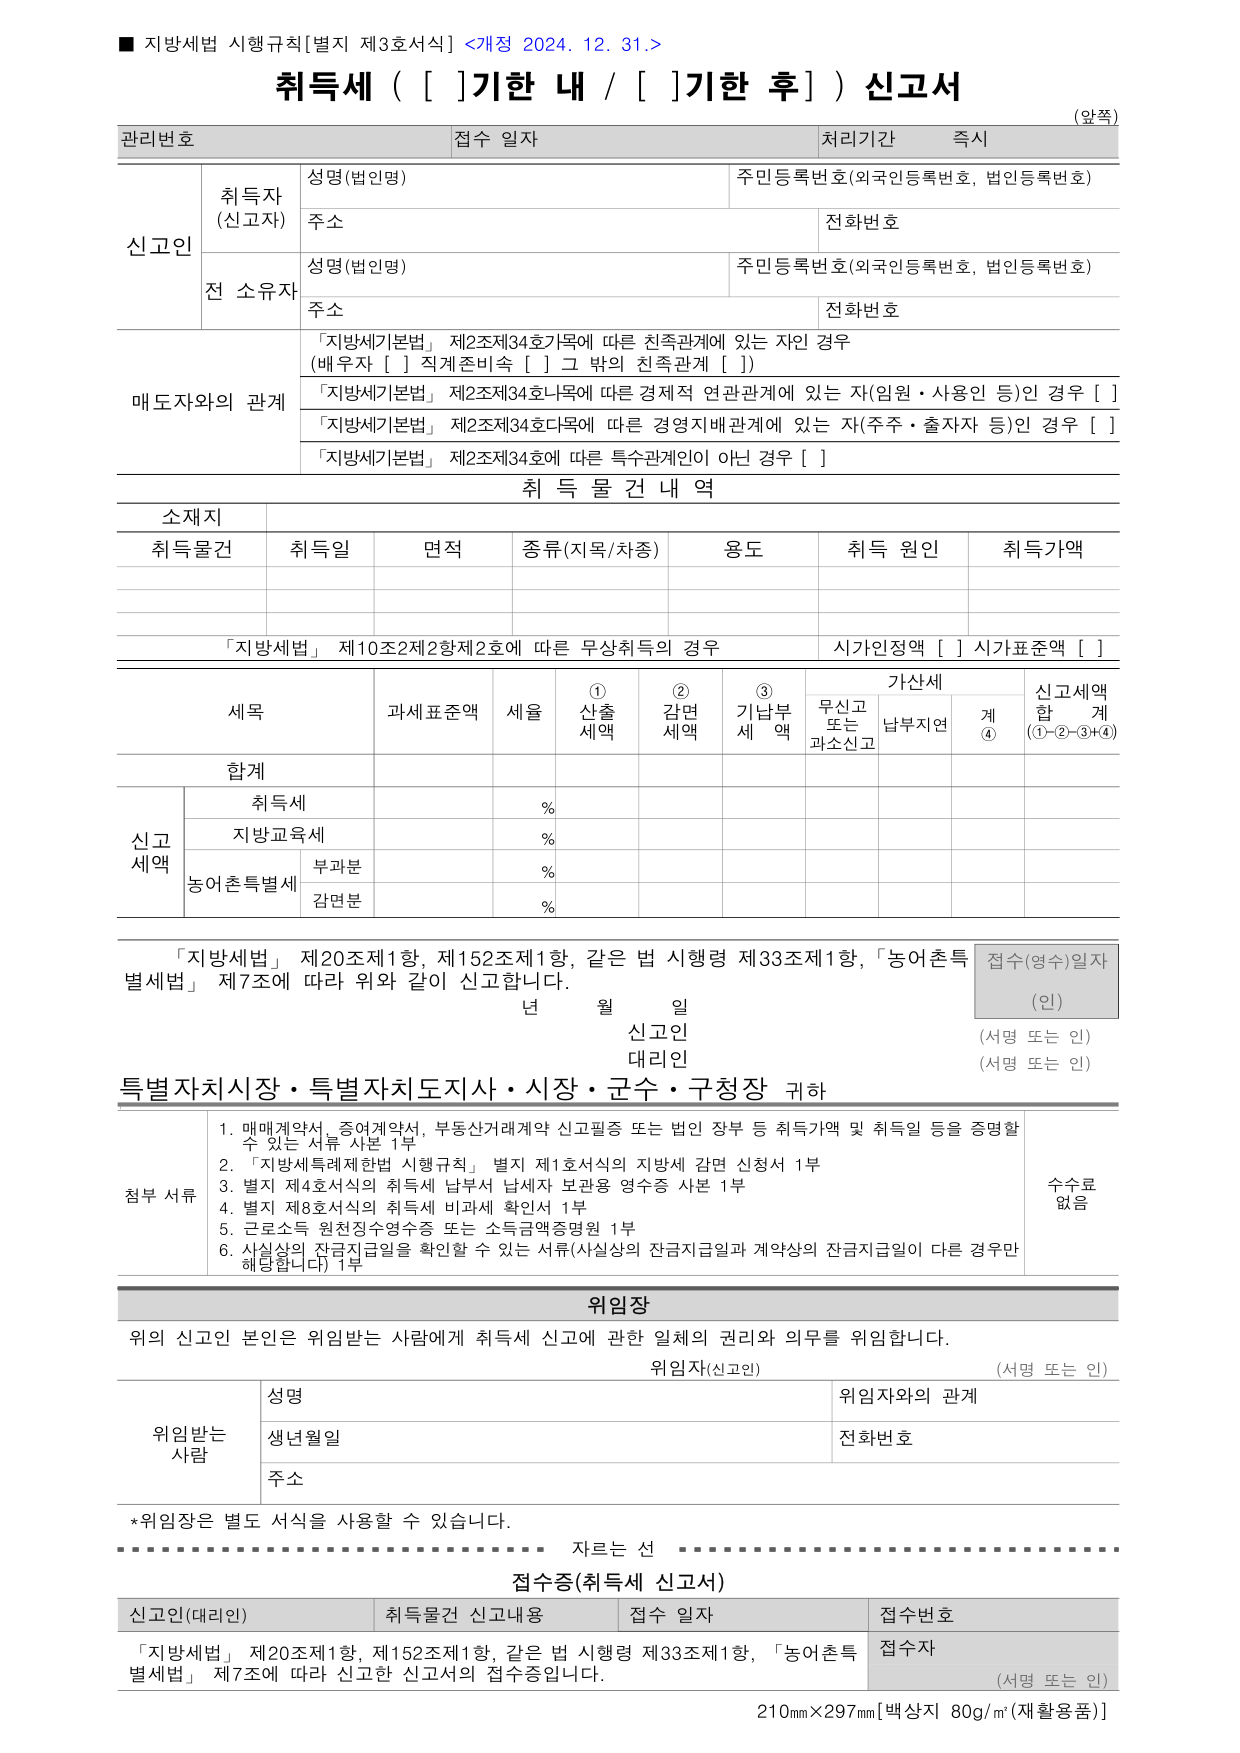 ■ 지방세법 시행규칙[별지 제3호서식] <개정 2024. 12. 31.>
취득세 ( [ ]기한 내 / [ ]기한 후] ) 신고서
(앞쪽)
관리번호 접수 일자 처리기간 즉시
신고인
취득자
(신고자)
성명(법인명) 주민등록번호(외국인등록번호, 법인등록번호)
주소 전화번호
전 소유자
성명(법인명) 주민등록번호(외국인등록번호, 법인등록번호)
주소 전화번호
매도자와의 관계
「지방세기본법」 제2조제34호가목에 따른 친족관계에 있는 자인 경우
(배우자 [ ] 직계존비속 [ ] 그 밖의 친족관계 [ ])
「지방세기본법」 제2조제34호나목에 따른 경제적 연관관계에 있는 자(임원·사용인 등)인 경우 [ ]
「지방세기본법」 제2조제34호다목에 따른 경영지배관계에 있는 자(주주·출자자 등)인 경우 [ ]
「지방세기본법」 제2조제34호에 따른 특수관계인이 아닌 경우 [ ]
취 득 물 건 내 역
소재지
취득물건 취득일 면적 종류(지목/차종) 용도 취득 원인 취득가액
「지방세법」 제10조2제2항제2호에 따른 무상취득의 경우 시가인정액 [ ] 시가표준액 [ ]
세목 과세표준액 세율
①
산출
세액
②
감면
세액
③
기납부
세 액
가산세
무신고
또는
과소신고
납부지연
계
④
신고세액
합 계
(①-②-③+④)
합계
신고
세액
취득세 %
지방교육세 %
농어촌특별세
부과분 %
감면분 %
「지방세법」 제20조제1항, 제152조제1항, 같은 법 시행령 제33조제1항,「농어촌특
별세법」 제7조에 따라 위와 같이 신고합니다.
접수(영수)일자
(인)
년 월 일
신고인 (서명 또는 인)
대리인 (서명 또는 인)
특별자치시장·특별자치도지사·시장·군수·구청장 귀하
첨부 서류
1. 매매계약서, 증여계약서, 부동산거래계약 신고필증 또는 법인 장부 등 취득가액 및 취득일 등을 증명할
수 있는 서류 사본 1부
2. 「지방세특례제한법 시행규칙」 별지 제1호서식의 지방세 감면 신청서 1부
3. 별지 제4호서식의 취득세 납부서 납세자 보관용 영수증 사본 1부
4. 별지 제8호서식의 취득세 비과세 확인서 1부
5. 근로소득 원천징수영수증 또는 소득금액증명원 1부
6. 사실상의 잔금지급일을 확인할 수 있는 서류(사실상의 잔금지급일과 계약상의 잔금지급일이 다른 경우만
해당합니다) 1부
수수료
없음
위임장
위의 신고인 본인은 위임받는 사람에게 취득세 신고에 관한 일체의 권리와 의무를 위임합니다.
위임자(신고인) (서명 또는 인)
위임받는
사람
성명 위임자와의 관계
생년월일 전화번호
주소
*위임장은 별도 서식을 사용할 수 있습니다.
자르는 선
접수증(취득세 신고서)
신고인(대리인) 취득물건 신고내용 접수 일자 접수번호
「지방세법」 제20조제1항, 제152조제1항, 같은 법 시행령 제33조제1항, 「농어촌특
별세법」 제7조에 따라 신고한 신고서의 접수증입니다.
접수자
(서명 또는 인)
210㎜×297㎜[백상지 80g/㎡(재활용품)]